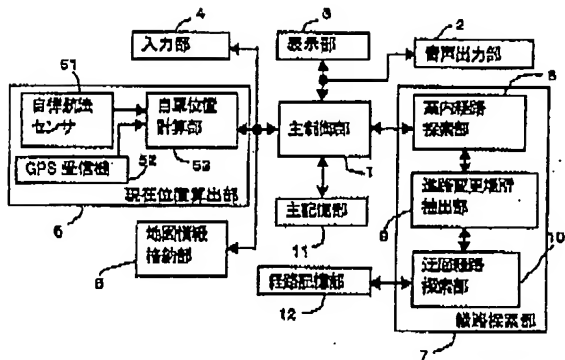 4
入力部
3
表示部
2
音声出力部
51
自律航法
センサ
自車位置
計算部
53
GPS 受信機
52
現在位置算出部
5
主制御部
1
8
案内経路
探索部
進路変更場所
抽出部
9
迂回経路
探索部
10
経路探索部
7
主記憶部
11
地図情報
格納部
6
経路記憶部
12